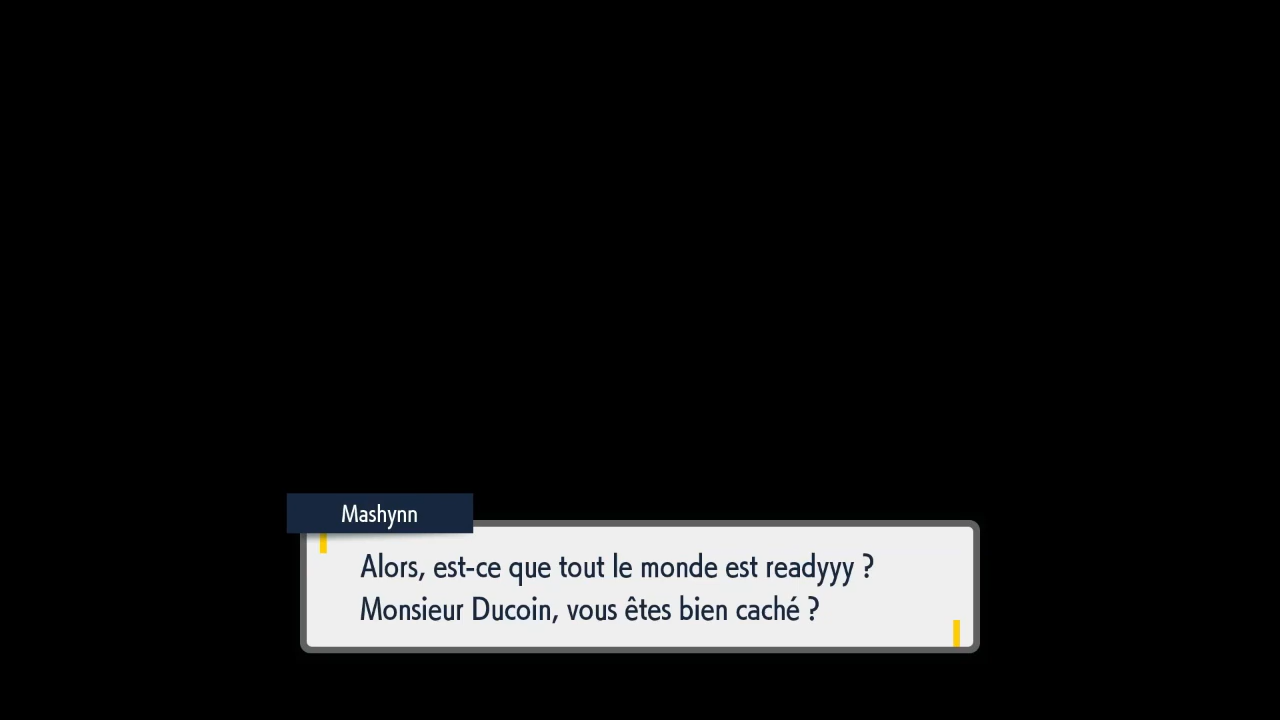 Mashynn
Alors, est-ce que tout le monde est readyyy ?
Monsieur Ducoin, vous êtes bien caché ?